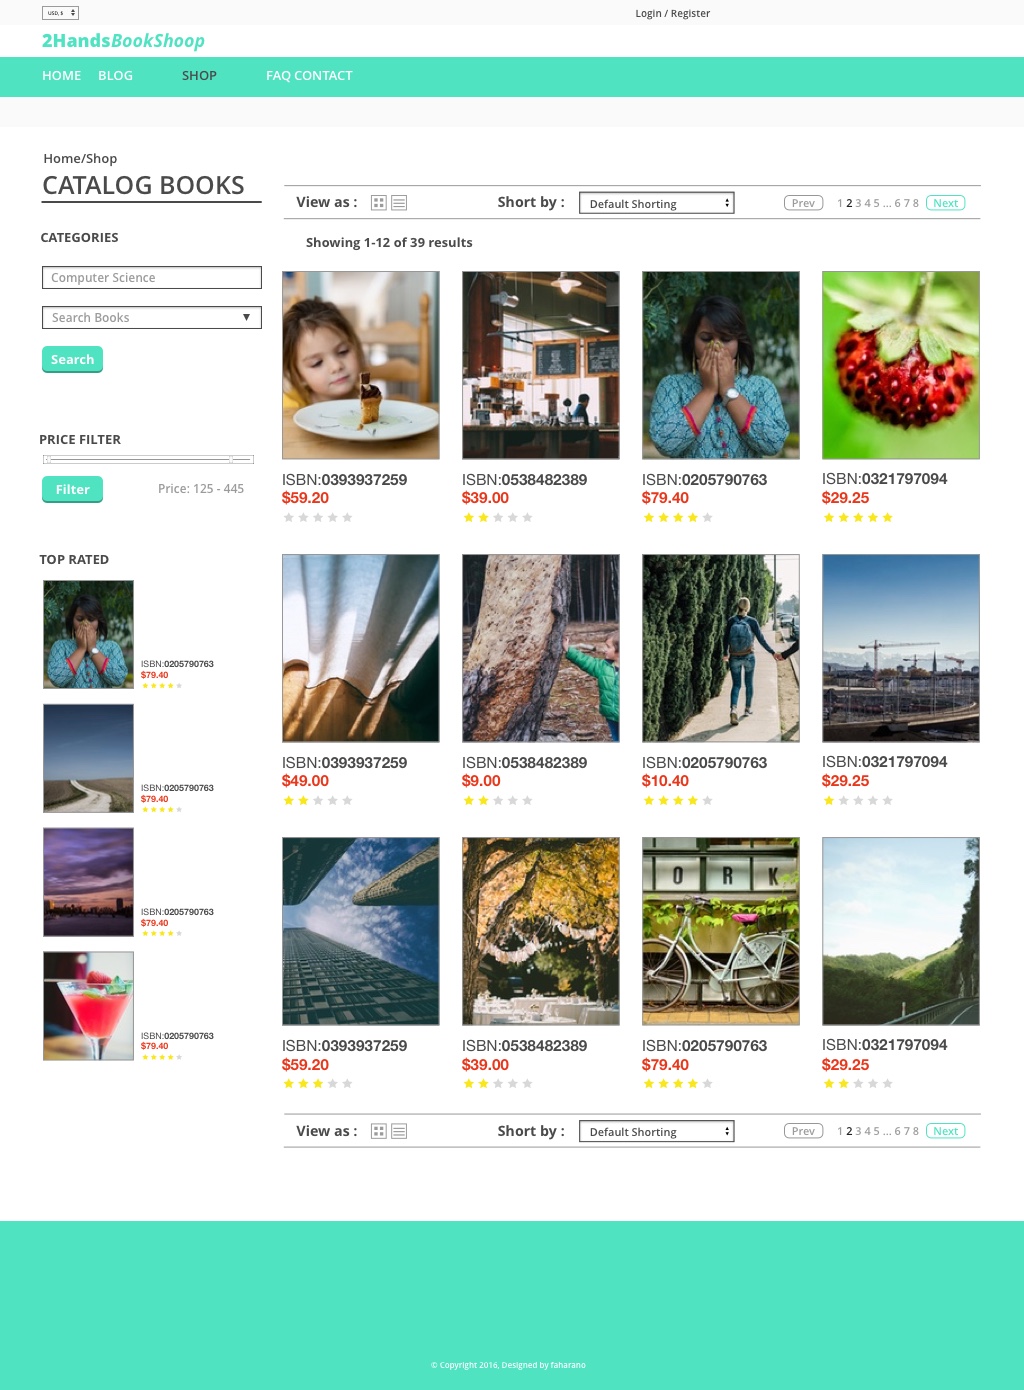 USD, $
Login / Register
2HandsBookShoop
HOME BLOG SHOP FAQ CONTACT
Home/Shop
CATALOG BOOKS
View as : Short by : Default Shorting Prev 1 2 3 4 5 ... 6 7 8 Next
CATEGORIES
Showing 1-12 of 39 results
Computer Science
Search Books
Search
PRICE FILTER
Filter Price: 125 - 445
TOP RATED
ISBN:0205790763
$79.40
ISBN:0205790763
$79.40
ISBN:0205790763
$79.40
ISBN:0205790763
$79.40
ISBN:0393937259 ISBN:0538482389 ISBN:0205790763 ISBN:0321797094
$59.20 $39.00 $79.40 $29.25
ISBN:0393937259 ISBN:0538482389 ISBN:0205790763 ISBN:0321797094
$49.00 $9.00 $10.40 $29.25
ORK
ISBN:0393937259 ISBN:0538482389 ISBN:0205790763 ISBN:0321797094
$59.20 $39.00 $79.40 $29.25
View as : Short by : Default Shorting Prev 1 2 3 4 5 ... 6 7 8 Next
© Copyright 2016, Designed by faharano